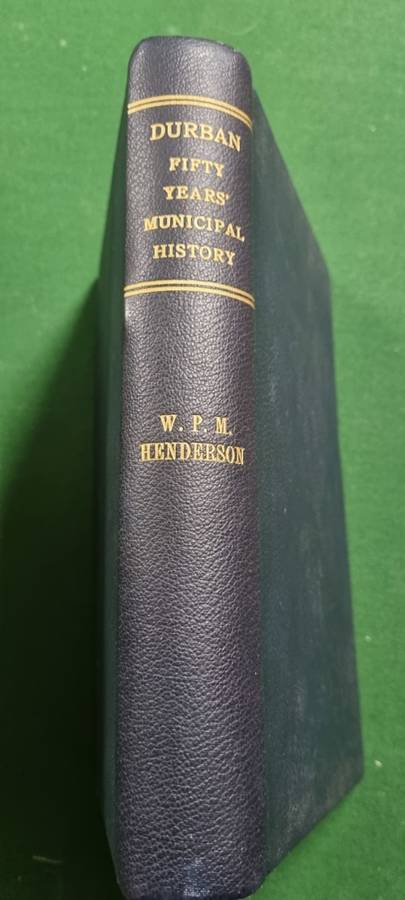 DURBAN
FIFTY
YEARS'
MUNICIPAL
HISTORY
W. P. M.
HENDERSON